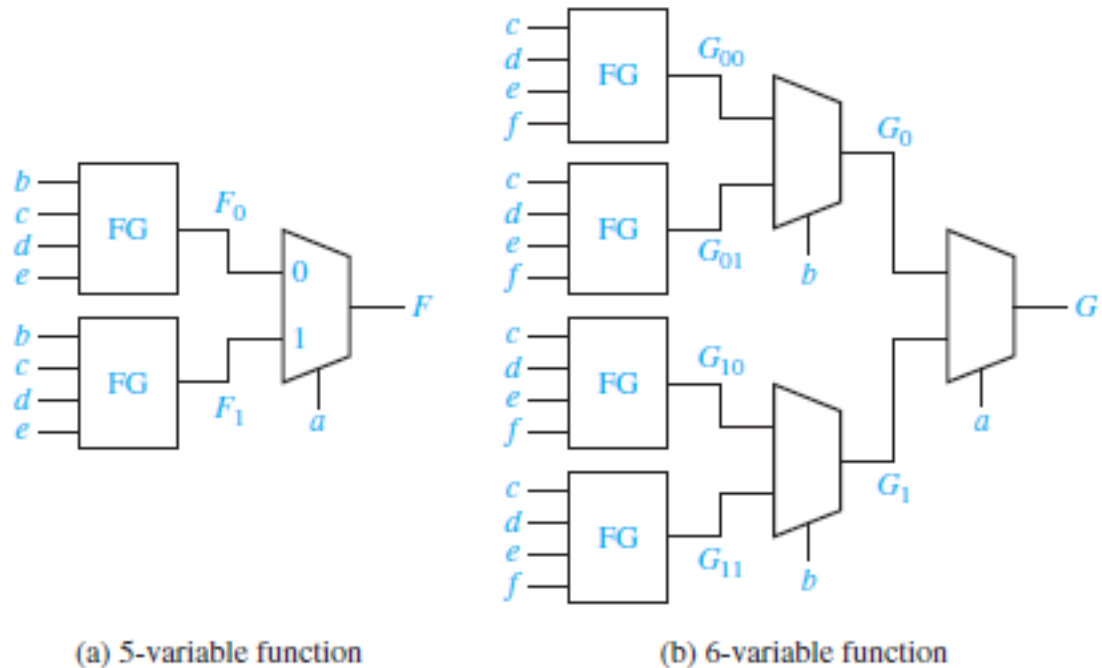 b
c
d
e
FG
F0
b
c
d
e
FG
F1
0
1
a
F
(a) 5-variable function
c
d
e
f
FG
G00
c
d
e
f
FG
G01
b
G0
c
d
e
f
FG
G10
c
d
e
f
FG
G11
b
G1
a
G
(b) 6-variable function